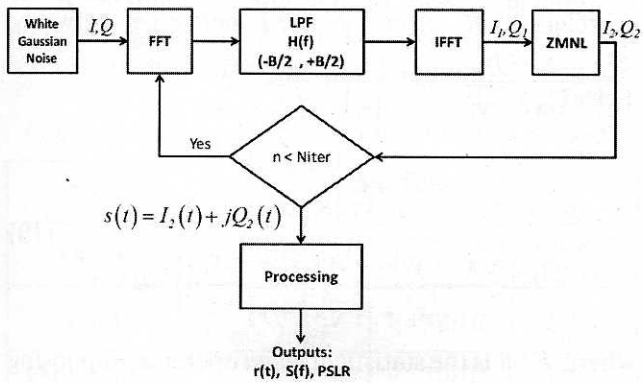 White
Gaussian
Noise
I,Q
FFT
LPF
H(f)
(-B/2 , +B/2)
IFFT
I₁,Q₁
ZMNL
I₂,Q₂
Yes
n < Niter
s(t) = I₂(t) + jQ₂(t)
Processing
Outputs:
r(t), S(f), PSLR